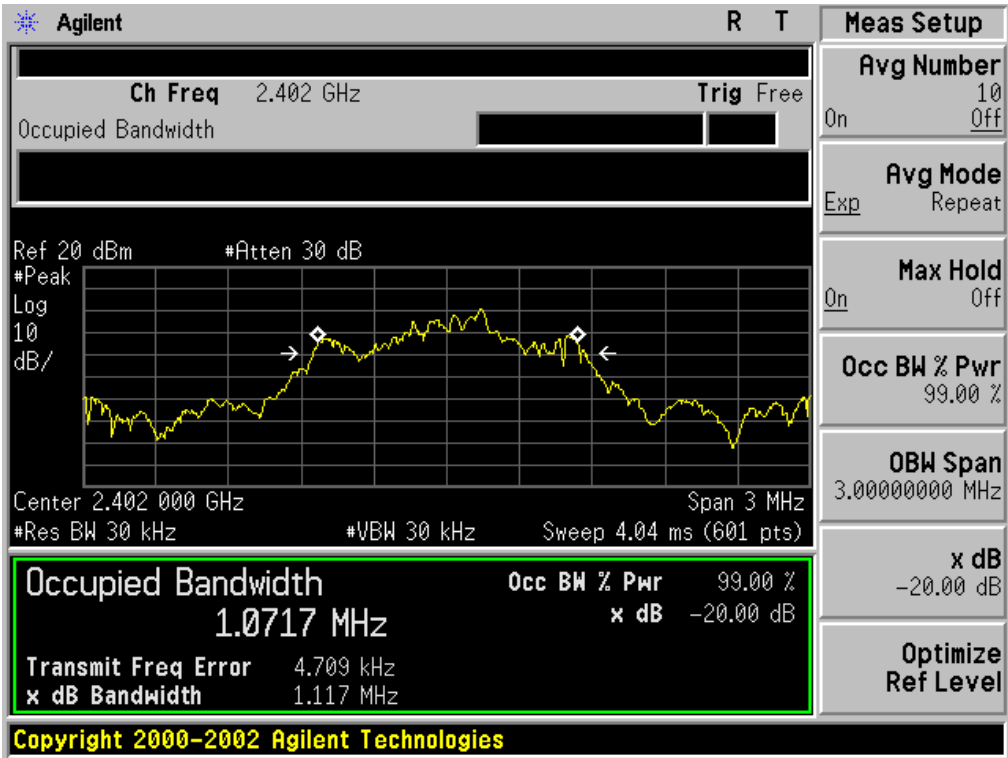 Agilent R T
Ch Freq 2.402 GHz Trig Free
Occupied Bandwidth
Ref 20 dBm #Atten 30 dB
#Peak
Log
10
dB/
Center 2.402 000 GHz Span 3 MHz
#Res BW 30 kHz #VBW 30 kHz Sweep 4.04 ms (601 pts)
Occupied Bandwidth Occ BW % Pwr 99.00 %
1.0717 MHz x dB -20.00 dB
Transmit Freq Error 4.709 kHz
x dB Bandwidth 1.117 MHz
Copyright 2000-2002 Agilent Technologies
Meas Setup
Avg Number
10
On Off
Avg Mode
Exp Repeat
Max Hold
On Off
Occ BW % Pwr
99.00 %
OBW Span
3.00000000 MHz
x dB
-20.00 dB
Optimize
Ref Level